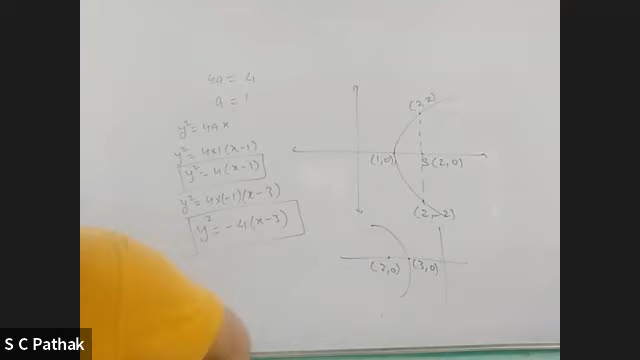 4a = 4
a = 1
y² = 4ax
y² = 4×1(x-1)
y² = 4(x-1)
y² = 4×(-1)(x-3)
y² = -4(x-3)
(2,2)
(1,0)
S(2,0)
(2,-2)
(2,0)
(3,0)
S C Pathak